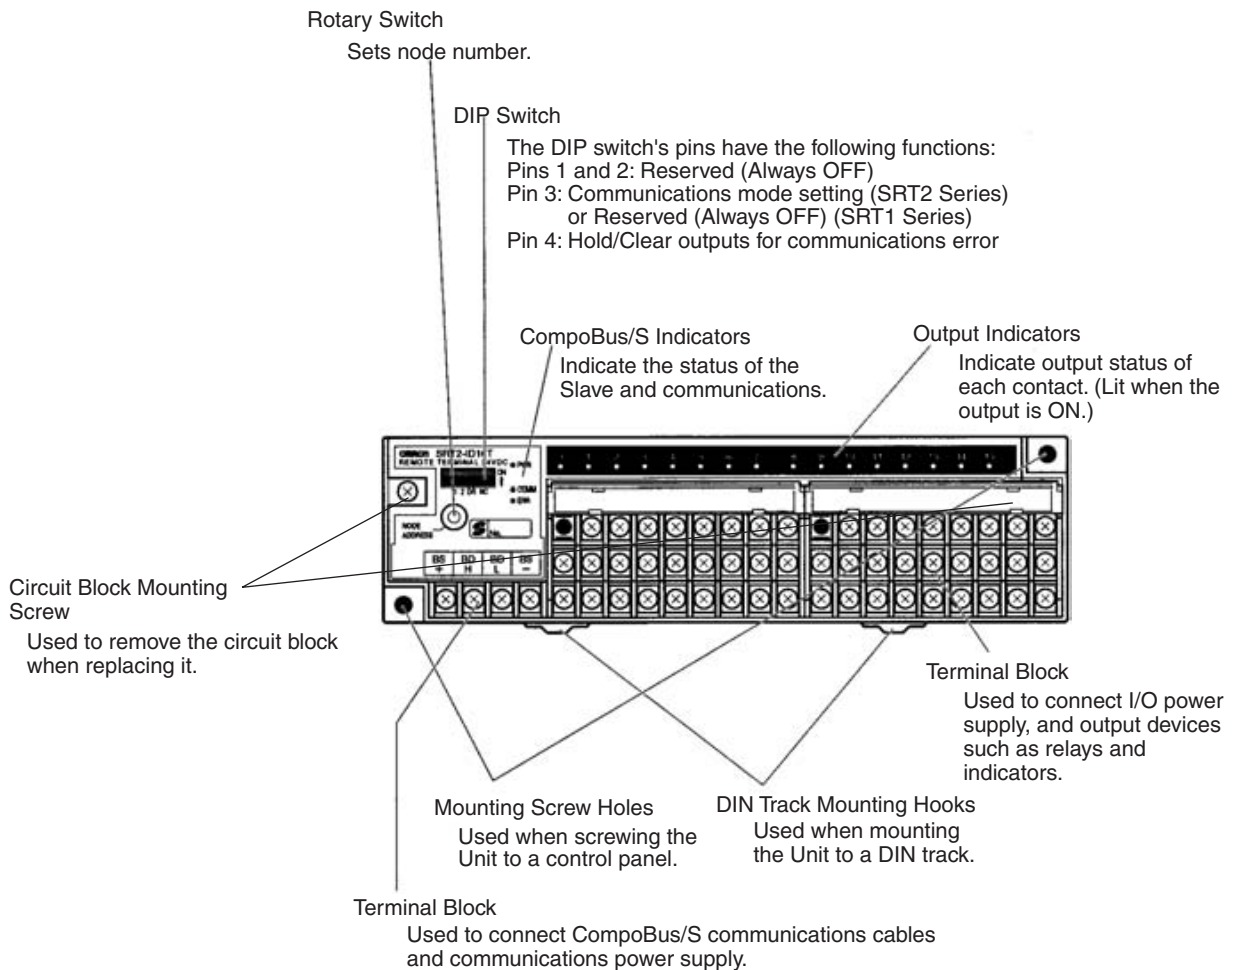 Rotary Switch
Sets node number.
DIP Switch
The DIP switch's pins have the following functions:
Pins 1 and 2: Reserved (Always OFF)
Pin 3: Communications mode setting (SRT2 Series)
or Reserved (Always OFF) (SRT1 Series)
Pin 4: Hold/Clear outputs for communications error
CompoBus/S Indicators
Indicate the status of the
Slave and communications.
Output Indicators
Indicate output status of
each contact. (Lit when the
output is ON.)
OMRON SRT2-ID16T
REMOTE TERMINAL 24VDC
PWR
COMM
ERR
NODE
ADDRESS
BS BD BD BS
+ H L −
Circuit Block Mounting
Screw
Used to remove the circuit block
when replacing it.
Terminal Block
Used to connect I/O power
supply, and output devices
such as relays and
indicators.
Mounting Screw Holes
Used when screwing the
Unit to a control panel.
DIN Track Mounting Hooks
Used when mounting
the Unit to a DIN track.
Terminal Block
Used to connect CompoBus/S communications cables
and communications power supply.